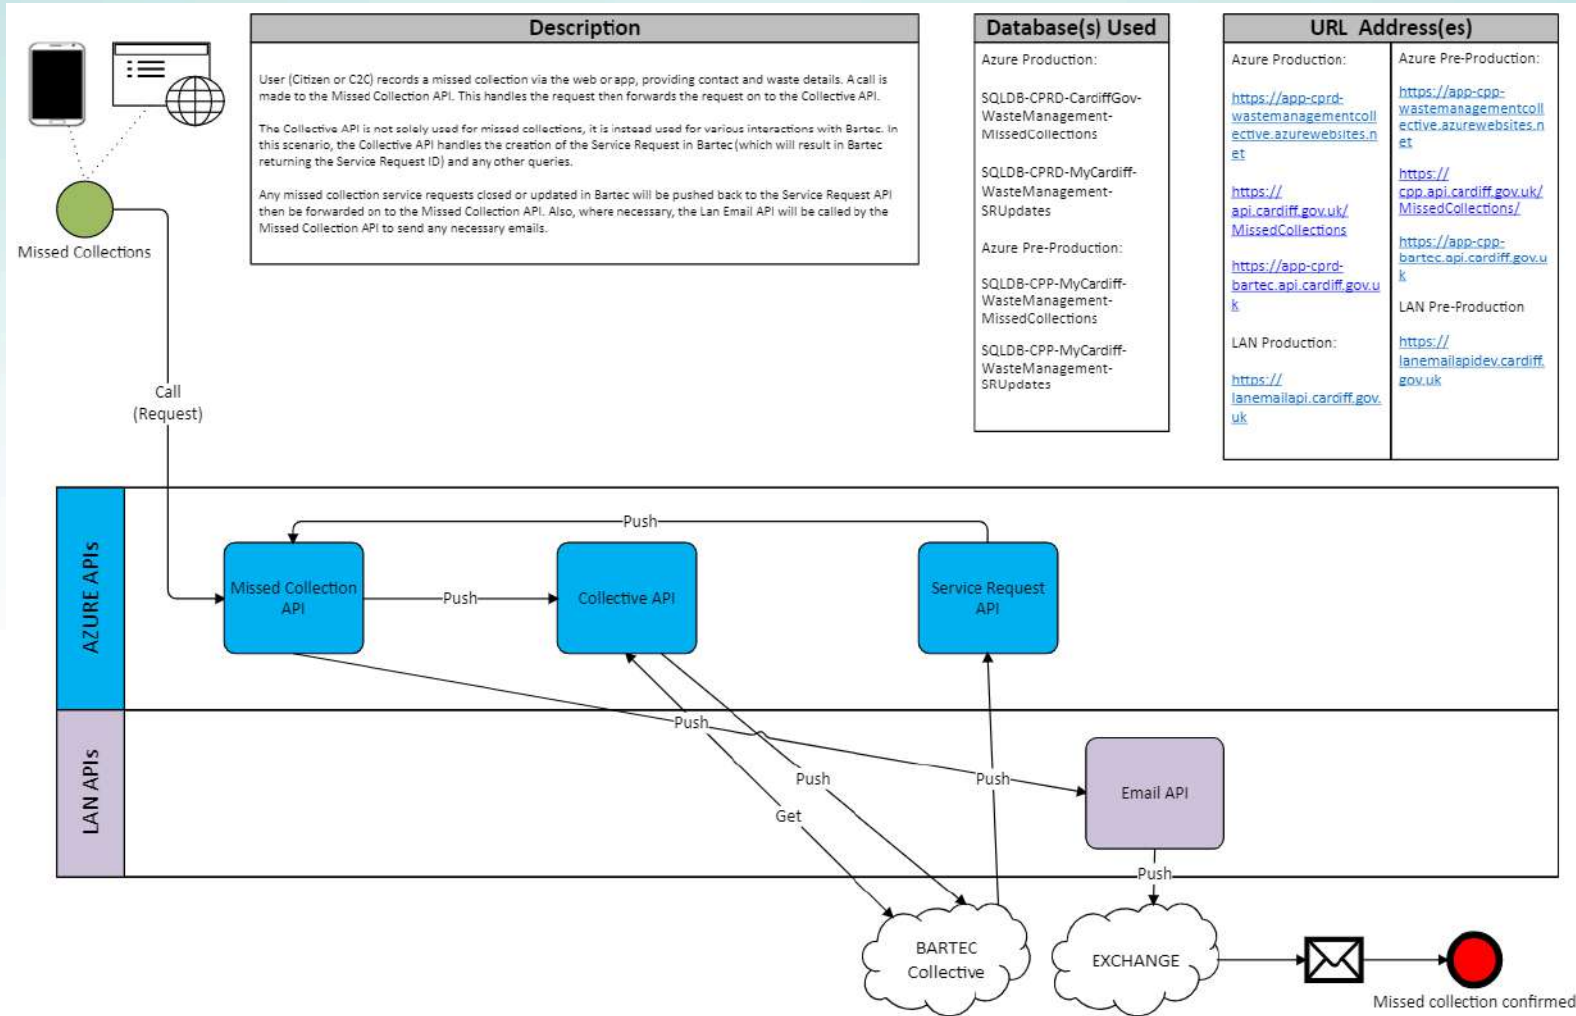 Description
User (Citizen or C2C) records a missed collection via the web or app, providing contact and waste details. A call is
made to the Missed Collection API. This handles the request then forwards the request on to the Collective API.
The Collective API is not solely used for missed collections, it is instead used for various interactions with Bartec. In
this scenario, the Collective API handles the creation of the Service Request in Bartec (which will result in Bartec
returning the Service Request ID) and any other queries.
Any missed collection service requests closed or updated in Bartec will be pushed back to the Service Request API
then be forwarded on to the Missed Collection API. Also, where necessary, the Lan Email API will be called by the
Missed Collection API to send any necessary emails.
Database(s) Used
Azure Production:
SQLDB-CPRD-CardiffGov-
WasteManagement-
MissedCollections
SQLDB-CPRD-MyCardiff-
WasteManagement-
SRUpdates
Azure Pre-Production:
SQLDB-CPP-MyCardiff-
WasteManagement-
MissedCollections
SQLDB-CPP-MyCardiff-
WasteManagement-
SRUpdates
URL Address(es)
Azure Production:
https://app-cprd-
wastemanagementcoll
ective.azurewebsites.n
et
https://
api.cardiff.gov.uk/
MissedCollections
https://app-cprd-
bartec.api.cardiff.gov.u
k
LAN Production:
https://
lanemailapi.cardiff.gov.
uk
Azure Pre-Production:
https://app-cpp-
wastemanagementcoll
ective.azurewebsites.n
et
https://
cpp.api.cardiff.gov.uk/
MissedCollections/
https://app-cpp-
bartec.api.cardiff.gov.u
k
LAN Pre-Production
https://
lanemailapidev.cardiff.
gov.uk
Missed Collections
Call
(Request)
AZURE APIs
Push
Missed Collection
API
Push
Collective API
Service Request
API
LAN APIs
Push
Push
Push
Get
Email API
Push
BARTEC
Collective
EXCHANGE
Missed collection confirmed